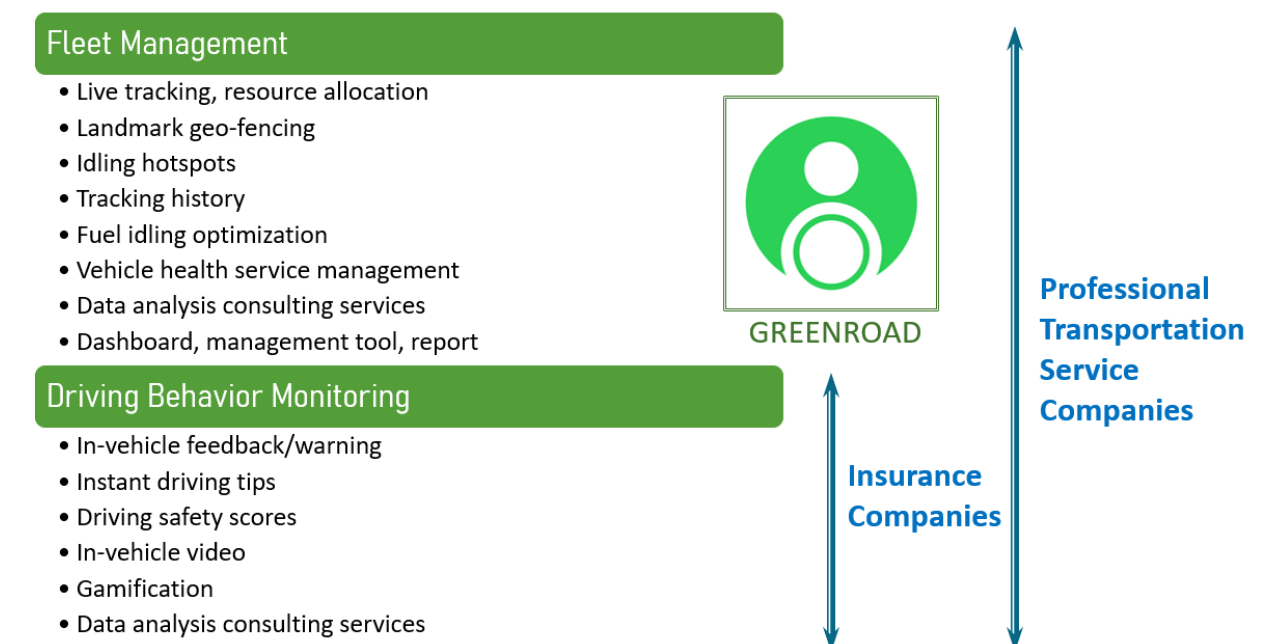 Fleet Management
• Live tracking, resource allocation
• Landmark geo-fencing
• Idling hotspots
• Tracking history
• Fuel idling optimization
• Vehicle health service management
• Data analysis consulting services
• Dashboard, management tool, report
GREENROAD
Driving Behavior Monitoring
• In-vehicle feedback/warning
• Instant driving tips
• Driving safety scores
• In-vehicle video
• Gamification
• Data analysis consulting services
Insurance
Companies
Professional
Transportation
Service
Companies